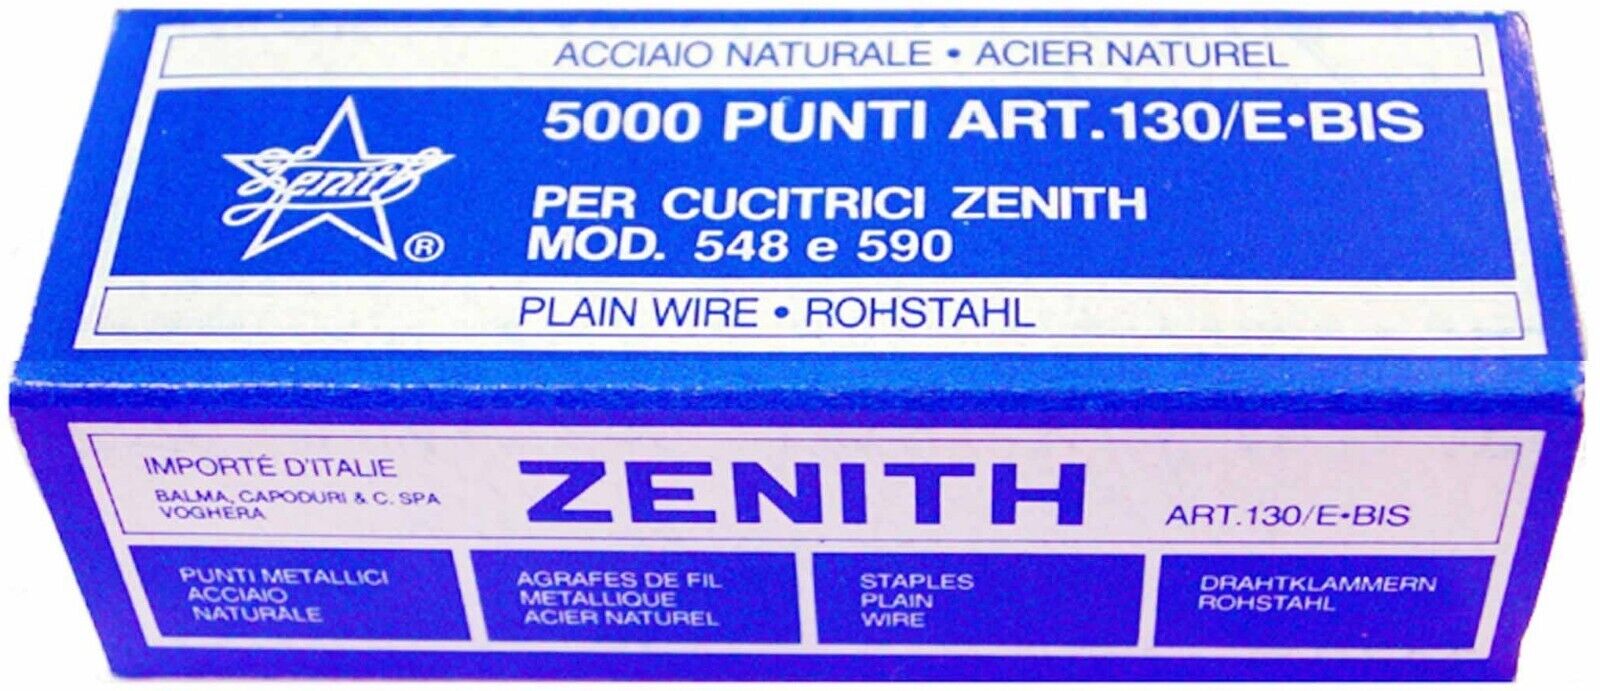 ACCIAIO NATURALE • ACIER NATUREL
Zenith
®
5000 PUNTI ART.130/E•BIS
PER CUCITRICI ZENITH
MOD. 548 e 590
PLAIN WIRE • ROHSTAHL
IMPORTÉ D'ITALIE
BALMA, CAPODURI & C. SPA
VOGHERA
ZENITH
ART.130/E•BIS
PUNTI METALLICI
ACCIAIO
NATURALE
AGRAFES DE FIL
METALLIQUE
ACIER NATUREL
STAPLES
PLAIN
WIRE
DRAHTKLAMMERN
ROHSTAHL